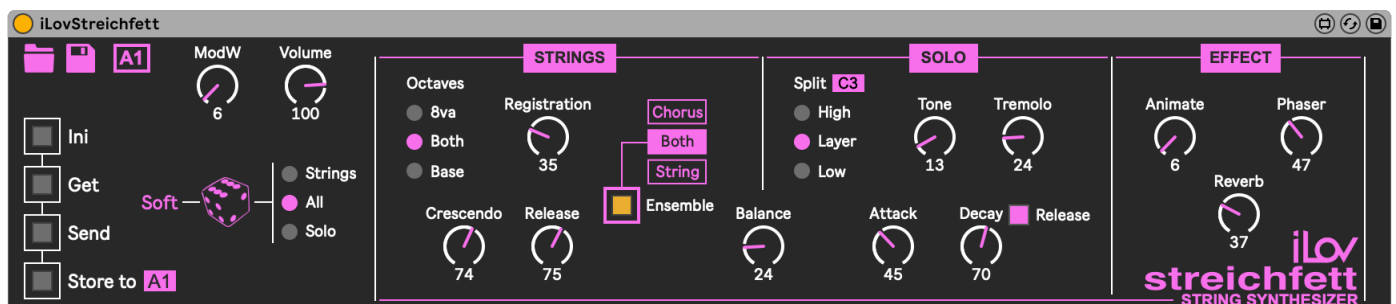 iLovStreichfett
A1
ModW
6
Volume
100
Ini
Get
Send
Store to A1
Soft
Strings
All
Solo
STRINGS
Octaves
8va
Both
Base
Registration
35
Chorus
Both
String
Ensemble
Crescendo
74
Release
75
Balance
24
SOLO
Split C3
High
Layer
Low
Tone
13
Tremolo
24
Attack
45
Decay
70
Release
EFFECT
Animate
6
Phaser
47
Reverb
37
iLov
streichfett
STRING SYNTHESIZER